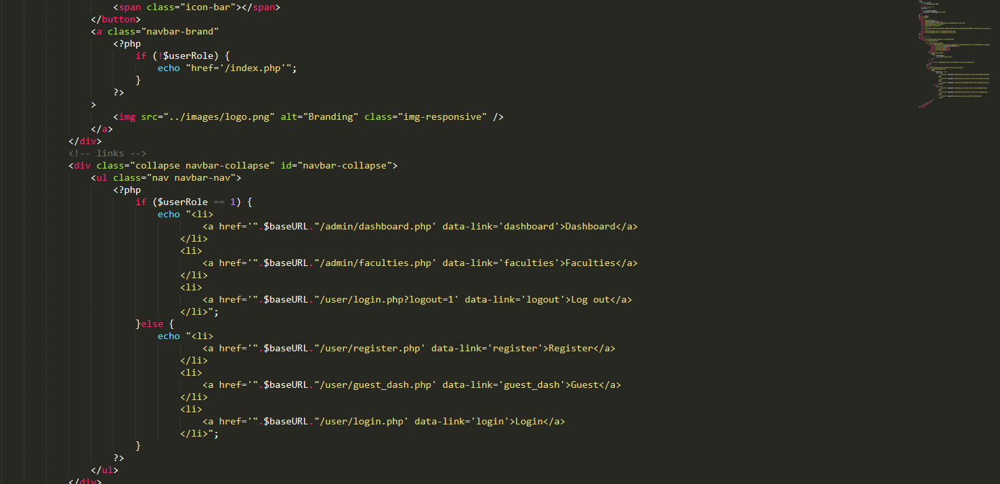 <span class="icon-bar"></span>
</button>
<a class="navbar-brand"
<?php
if (!$userRole) {
echo "href='/index.php'";
}
?>
>
<img src="../images/logo.png" alt="Branding" class="img-responsive" />
</a>
</div>
<!-- links -->
<div class="collapse navbar-collapse" id="navbar-collapse">
<ul class="nav navbar-nav">
<?php
if ($userRole == 1) {
echo "<li>
<a href='".$baseURL."/admin/dashboard.php' data-link='dashboard'>Dashboard</a>
</li>
<li>
<a href='".$baseURL."/admin/faculties.php' data-link='faculties'>Faculties</a>
</li>
<li>
<a href='".$baseURL."/user/login.php?logout=1' data-link='logout'>Log out</a>
</li>";
}else {
echo "<li>
<a href='".$baseURL."/user/register.php' data-link='register'>Register</a>
</li>
<li>
<a href='".$baseURL."/user/guest_dash.php' data-link='guest_dash'>Guest</a>
</li>
<li>
<a href='".$baseURL."/user/login.php' data-link='login'>Login</a>
</li>";
}
?>
</ul>
</div>